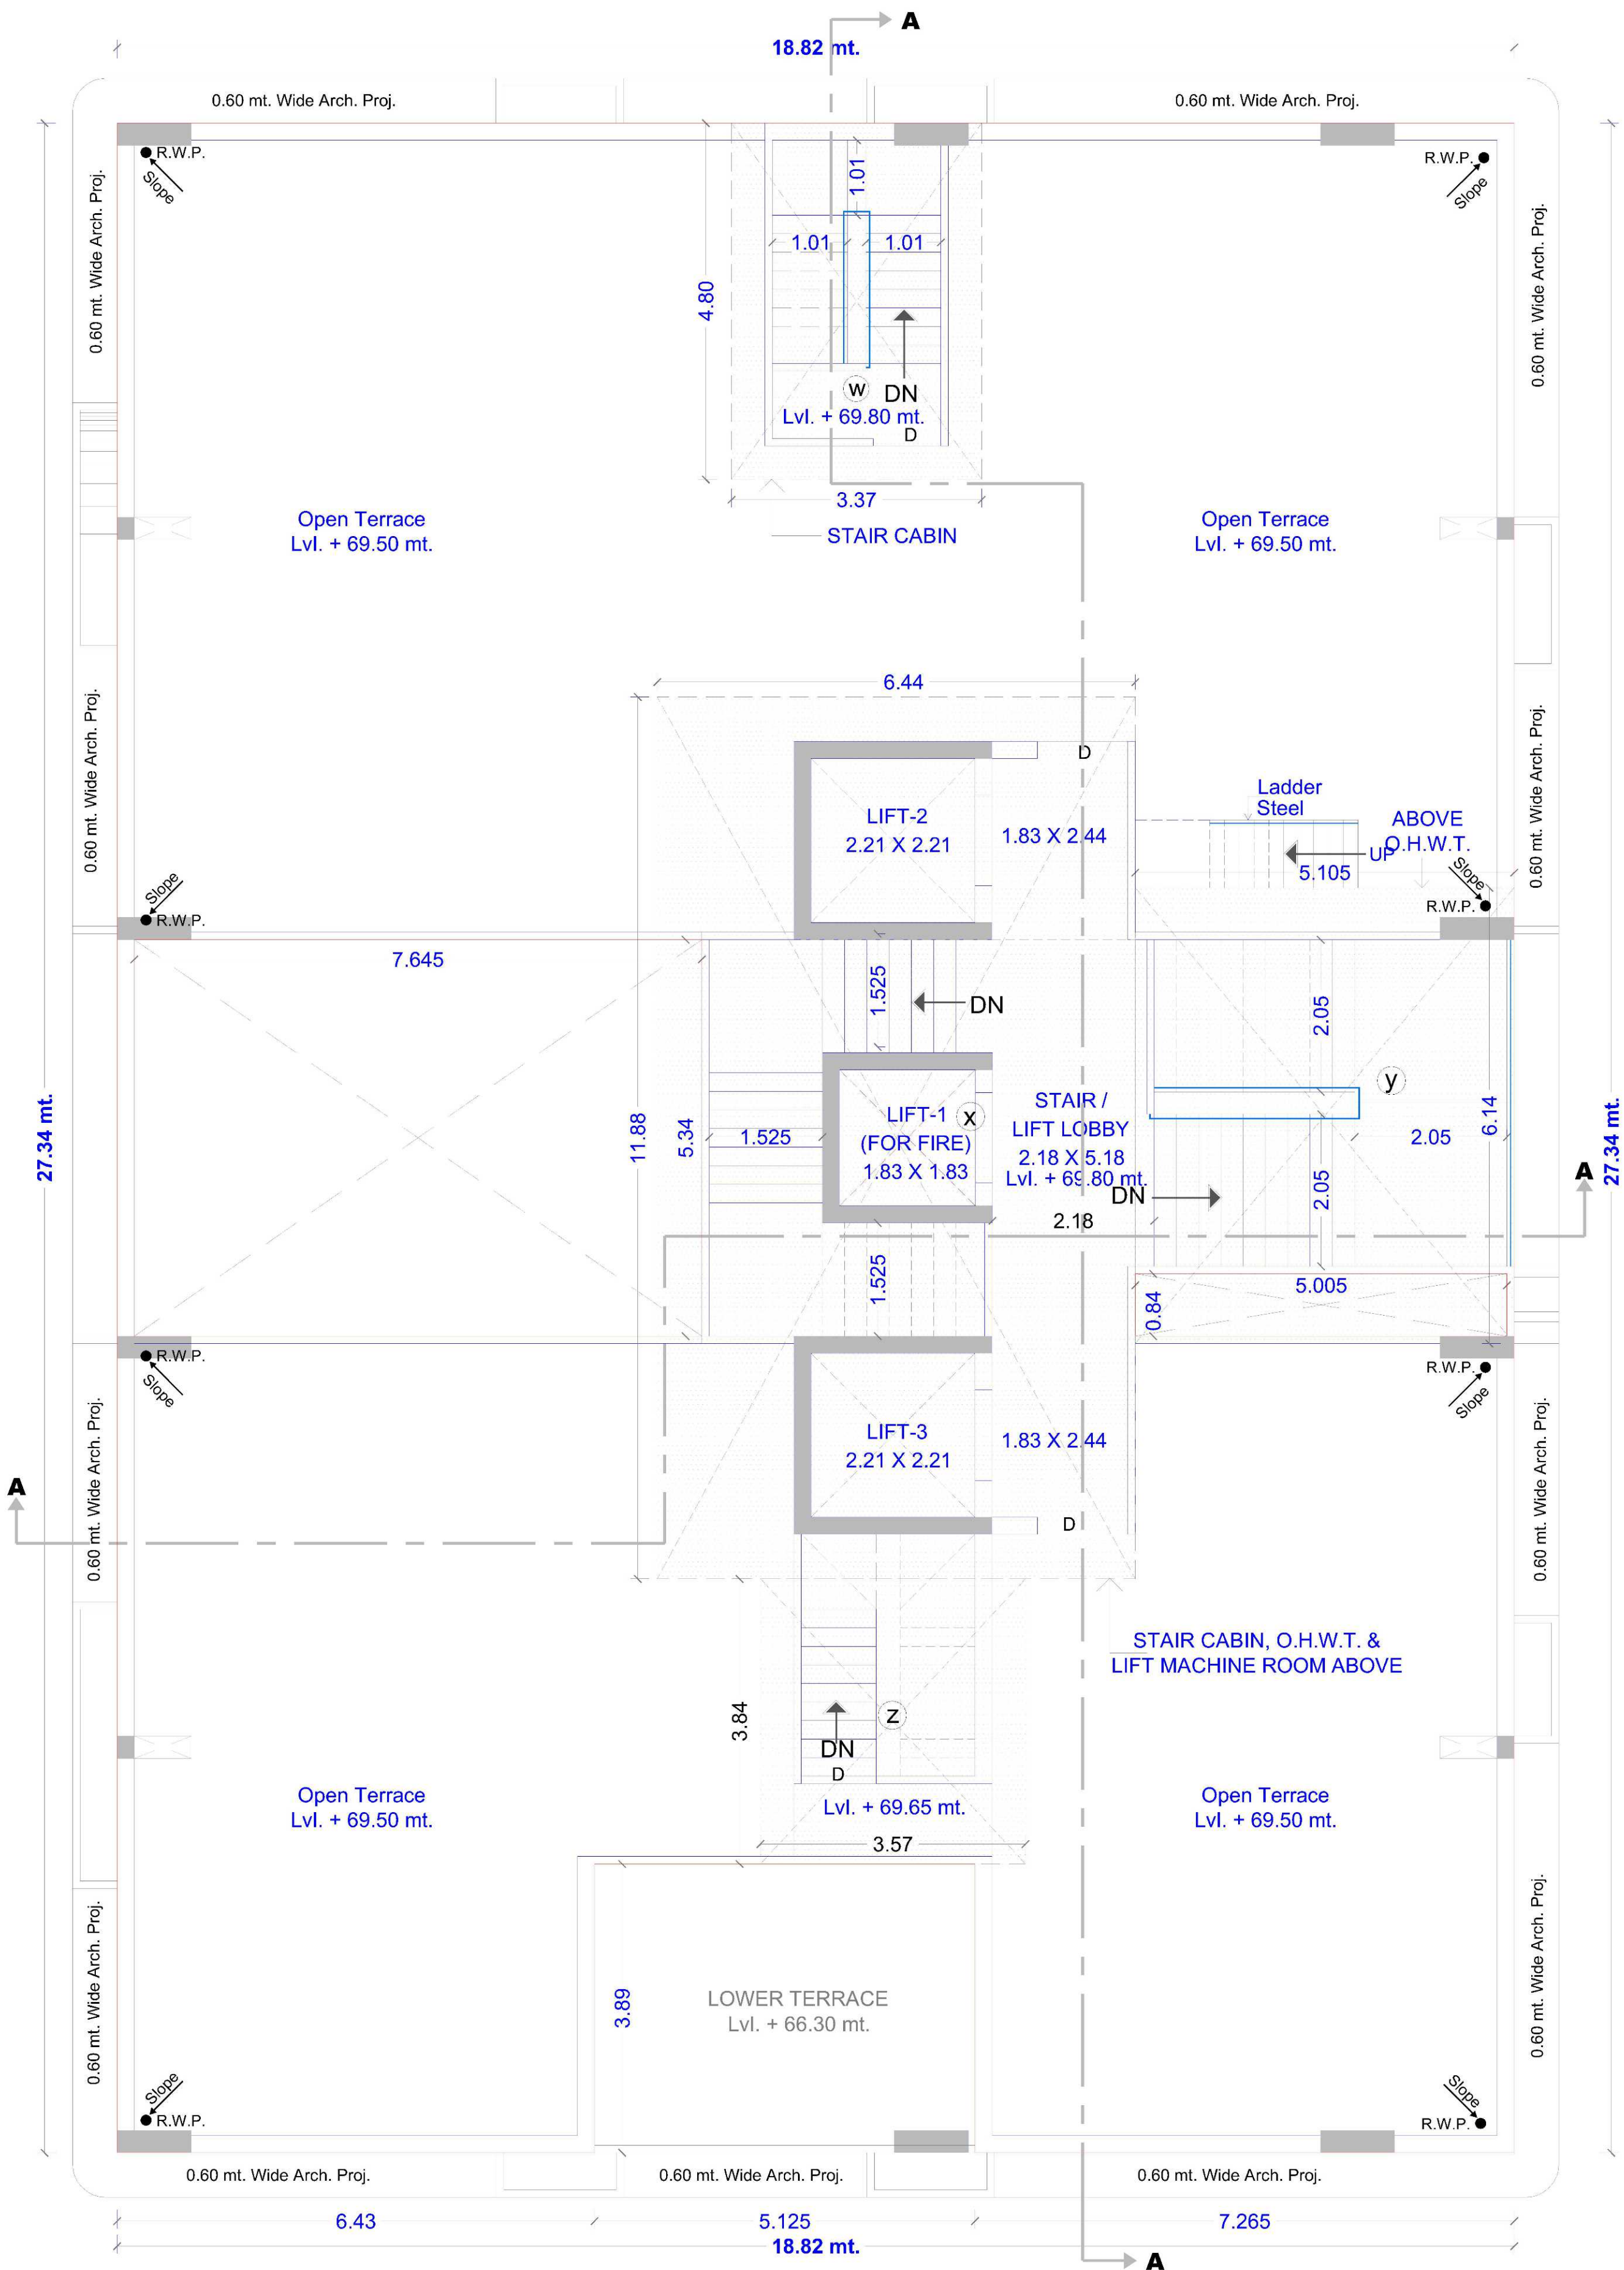 A
18.82 mt.
0.60 mt. Wide Arch. Proj.
0.60 mt. Wide Arch. Proj.
R.W.P.
Slope
R.W.P.
Slope
0.60 mt. Wide Arch. Proj.
0.60 mt. Wide Arch. Proj.
1.01
1.01
1.01
4.80
w
DN
Lvl. + 69.80 mt.
D
3.37
STAIR CABIN
Open Terrace
Lvl. + 69.50 mt.
Open Terrace
Lvl. + 69.50 mt.
6.44
0.60 mt. Wide Arch. Proj.
0.60 mt. Wide Arch. Proj.
D
LIFT-2
2.21 X 2.21
1.83 X 2.44
Ladder
Steel
ABOVE
O.H.W.T.
UP
5.105
Slope
R.W.P.
Slope
R.W.P.
7.645
1.525
DN
2.05
y
27.34 mt.
11.88
5.34
1.525
LIFT-1
(FOR FIRE)
1.83 X 1.83
x
STAIR /
LIFT LOBBY
2.18 X 5.18
Lvl. + 69.80 mt.
DN
2.18
2.05
2.05
6.14
27.34 mt.
A
1.525
0.84
5.005
R.W.P.
Slope
R.W.P.
Slope
LIFT-3
2.21 X 2.21
1.83 X 2.44
D
A
0.60 mt. Wide Arch. Proj.
0.60 mt. Wide Arch. Proj.
STAIR CABIN, O.H.W.T. &
LIFT MACHINE ROOM ABOVE
3.84
z
DN
D
Lvl. + 69.65 mt.
3.57
Open Terrace
Lvl. + 69.50 mt.
Open Terrace
Lvl. + 69.50 mt.
0.60 mt. Wide Arch. Proj.
0.60 mt. Wide Arch. Proj.
3.89
LOWER TERRACE
Lvl. + 66.30 mt.
Slope
R.W.P.
Slope
R.W.P.
0.60 mt. Wide Arch. Proj.
0.60 mt. Wide Arch. Proj.
0.60 mt. Wide Arch. Proj.
6.43
5.125
7.265
18.82 mt.
A